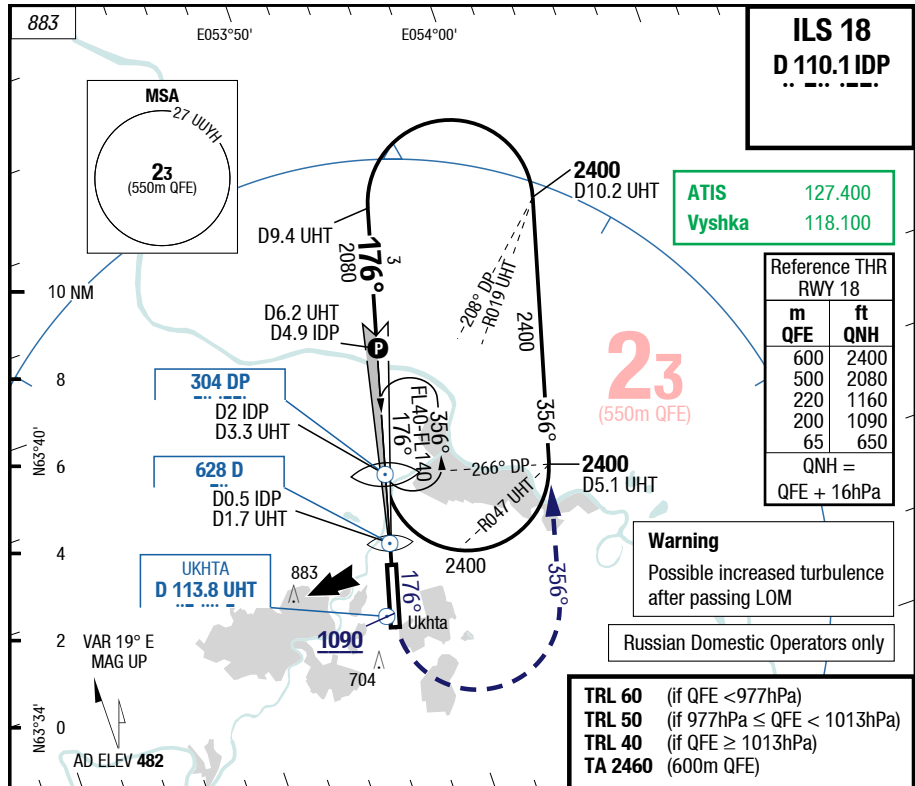 883
E053°50'
E054°00'
ILS 18
D 110.1 IDP
MSA
27 UUYH
23
(550m QFE)
2400
D10.2 UHT
ATIS 127.400
Vyshka 118.100
D9.4 UHT
3
176°
2080
208° DP
R019 UHT
2400
Reference THR
RWY 18
m ft
QFE QNH
600 2400
500 2080
220 1160
200 1090
65 650
QNH =
QFE + 16hPa
10 NM
D6.2 UHT
D4.9 IDP
P
23
(550m QFE)
8
304 DP
D2 IDP
D3.3 UHT
356°
FL40-FL140
176°
356°
N63°40'
6
266° DP
2400
D5.1 UHT
628 D
D0.5 IDP
D1.7 UHT
R047 UHT
4
2400
Warning
Possible increased turbulence
after passing LOM
UKHTA
D 113.8 UHT
883
176°
356°
Ukhta
1090
2
Russian Domestic Operators only
VAR 19° E
MAG UP
704
N63°34'
0
AD ELEV 482
TRL 60 (if QFE <977hPa)
TRL 50 (if 977hPa ≤ QFE < 1013hPa)
TRL 40 (if QFE ≥ 1013hPa)
TA 2460 (600m QFE)